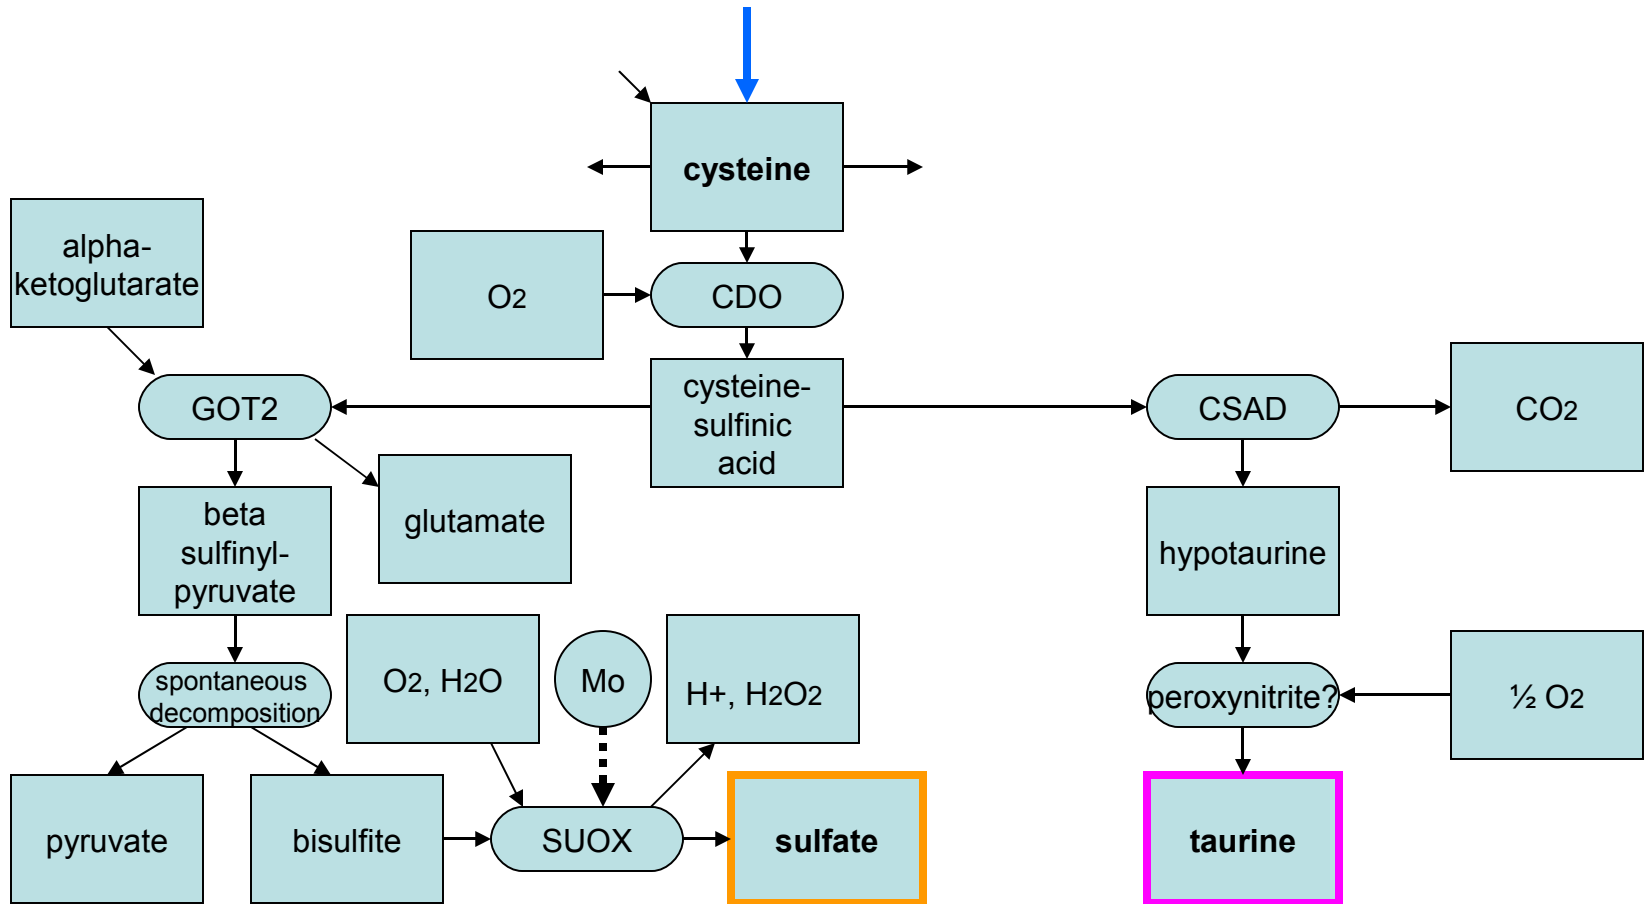 cysteine
alpha-
ketoglutarate
O2
CDO
GOT2
cysteine-
sulfinic
acid
CSAD
CO2
beta
sulfinyl-
pyruvate
glutamate
hypotaurine
spontaneous
decomposition
O2, H2O
Mo
H+, H2O2
peroxynitrite?
½ O2
pyruvate
bisulfite
SUOX
sulfate
taurine